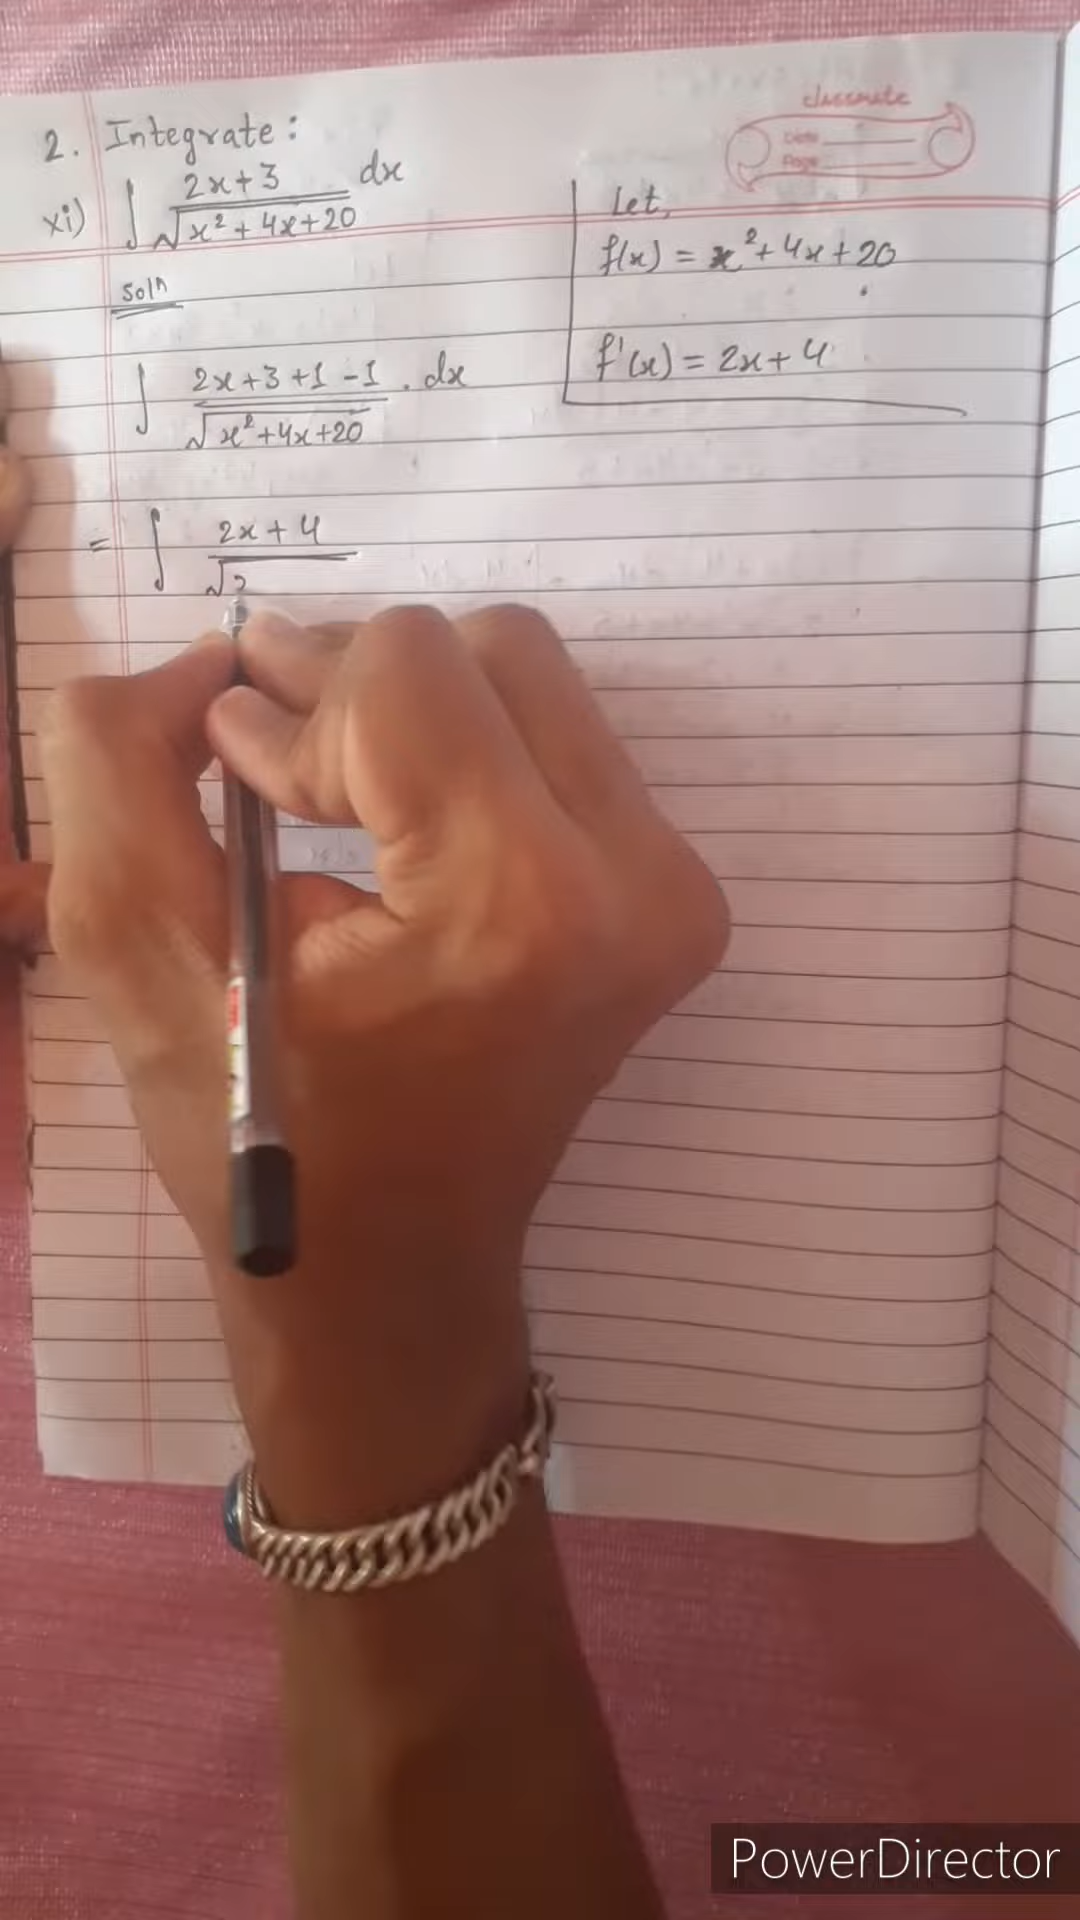 2. Integrate:
xi) ∫ 2x+3 / √(x² + 4x+20) dx
Soln
∫ 2x+3+1-1 / √(x²+4x+20) . dx
= ∫ 2x+4 / √
Let,
f(x) = x²+4x+20
f'(x) = 2x+4
classmate
Date
Page
PowerDirector